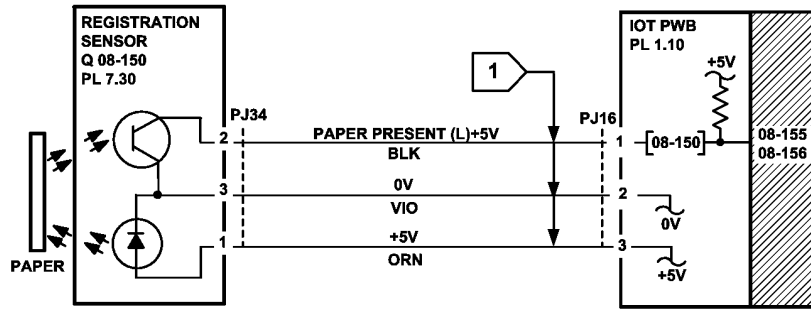 REGISTRATION
SENSOR
Q 08-150
PL 7.30
IOT PWB
PL 1.10
+5V
1
PJ34
PJ16
2
PAPER PRESENT (L)+5V
1
[08-150]
08-155
08-156
BLK
3
0V
2
VIO
0V
1
+5V
3
ORN
+5V
PAPER